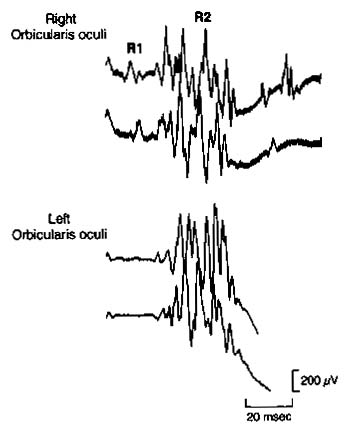 Right
Orbicularis oculi
R1
R2
Left
Orbicularis oculi
200 µV
20 msec